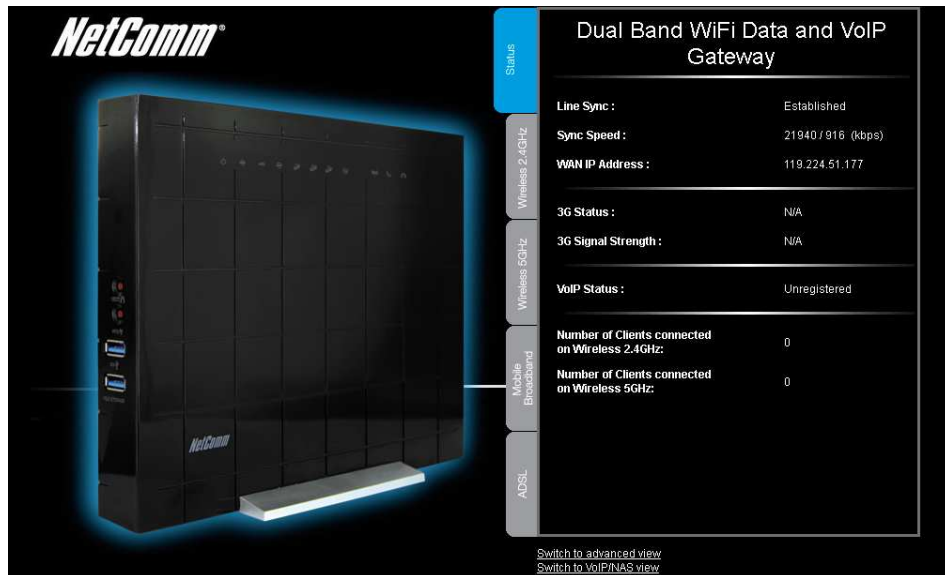 NetComm®
Status
Wireless 2.4GHz
Wireless 5GHz
Mobile
Broadband
ADSL
Dual Band WiFi Data and VoIP
Gateway
Line Sync : Established
Sync Speed : 21940 / 916 (kbps)
WAN IP Address : 119.224.51.177
3G Status : N/A
3G Signal Strength : N/A
VoIP Status : Unregistered
Number of Clients connected
on Wireless 2.4GHz: 0
Number of Clients connected
on Wireless 5GHz: 0
NetComm
Switch to advanced view
Switch to VoIP/NAS view